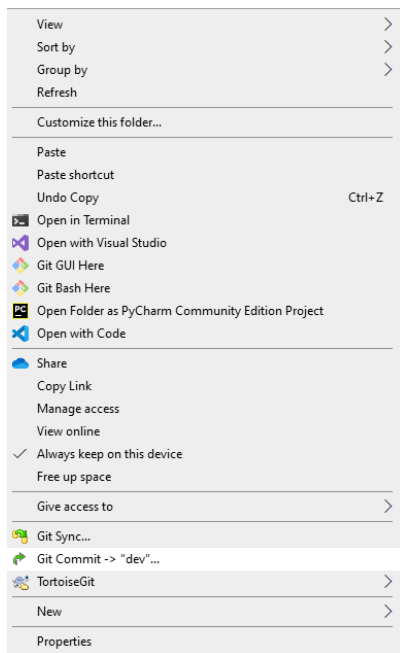 View
Sort by
Group by
Refresh
Customize this folder...
Paste
Paste shortcut
Undo Copy Ctrl+Z
Open in Terminal
Open with Visual Studio
Git GUI Here
Git Bash Here
PC Open Folder as PyCharm Community Edition Project
Open with Code
Share
Copy Link
Manage access
View online
Always keep on this device
Free up space
Give access to
Git Sync...
Git Commit -> "dev"...
TortoiseGit
New
Properties